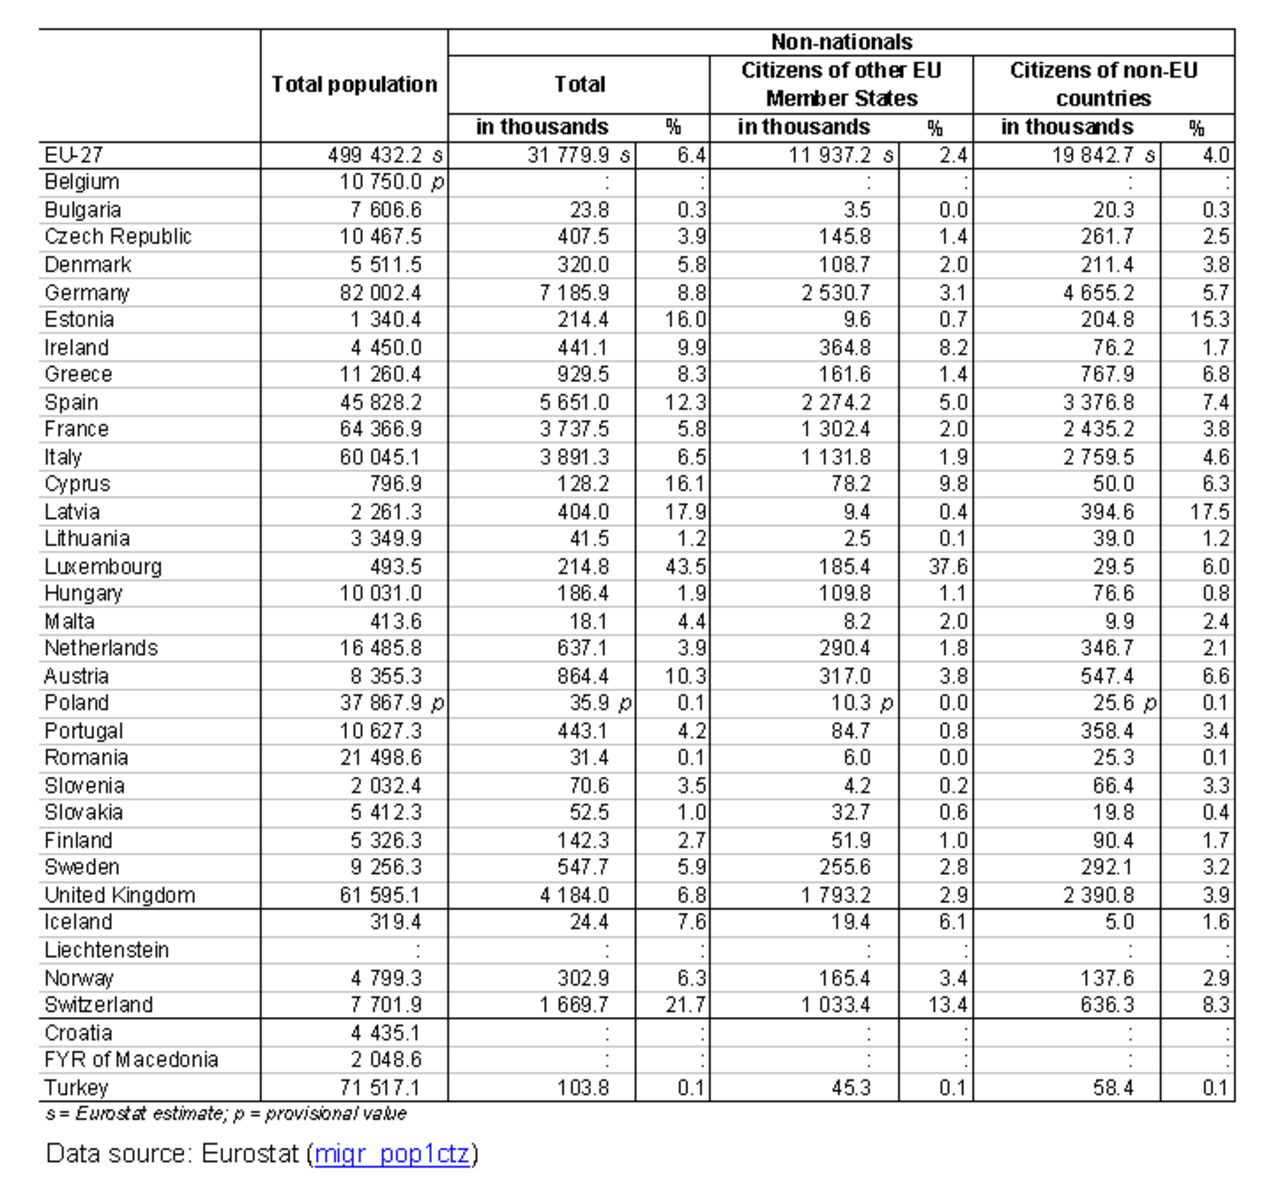 Non-nationals
Total population Total Citizens of other EU Member States Citizens of non-EU countries
in thousands % in thousands % in thousands %
EU-27 499 432.2 s 31 779.9 s 6.4 11 937.2 s 2.4 19 842.7 s 4.0
Belgium 10 750.0 p : : : : : :
Bulgaria 7 606.6 23.8 0.3 3.5 0.0 20.3 0.3
Czech Republic 10 467.5 407.5 3.9 145.8 1.4 261.7 2.5
Denmark 5 511.5 320.0 5.8 108.7 2.0 211.4 3.8
Germany 82 002.4 7 185.9 8.8 2 530.7 3.1 4 655.2 5.7
Estonia 1 340.4 214.4 16.0 9.6 0.7 204.8 15.3
Ireland 4 450.0 441.1 9.9 364.8 8.2 76.2 1.7
Greece 11 260.4 929.5 8.3 161.6 1.4 767.9 6.8
Spain 45 828.2 5 651.0 12.3 2 274.2 5.0 3 376.8 7.4
France 64 366.9 3 737.5 5.8 1 302.4 2.0 2 435.2 3.8
Italy 60 045.1 3 891.3 6.5 1 131.8 1.9 2 759.5 4.6
Cyprus 796.9 128.2 16.1 78.2 9.8 50.0 6.3
Latvia 2 261.3 404.0 17.9 9.4 0.4 394.6 17.5
Lithuania 3 349.9 41.5 1.2 2.5 0.1 39.0 1.2
Luxembourg 493.5 214.8 43.5 185.4 37.6 29.5 6.0
Hungary 10 031.0 186.4 1.9 109.8 1.1 76.6 0.8
Malta 413.6 18.1 4.4 8.2 2.0 9.9 2.4
Netherlands 16 485.8 637.1 3.9 290.4 1.8 346.7 2.1
Austria 8 355.3 864.4 10.3 317.0 3.8 547.4 6.6
Poland 37 867.9 p 35.9 p 0.1 10.3 p 0.0 25.6 p 0.1
Portugal 10 627.3 443.1 4.2 84.7 0.8 358.4 3.4
Romania 21 498.6 31.4 0.1 6.0 0.0 25.3 0.1
Slovenia 2 032.4 70.6 3.5 4.2 0.2 66.4 3.3
Slovakia 5 412.3 52.5 1.0 32.7 0.6 19.8 0.4
Finland 5 326.3 142.3 2.7 51.9 1.0 90.4 1.7
Sweden 9 256.3 547.7 5.9 255.6 2.8 292.1 3.2
United Kingdom 61 595.1 4 184.0 6.8 1 793.2 2.9 2 390.8 3.9
Iceland 319.4 24.4 7.6 19.4 6.1 5.0 1.6
Liechtenstein : : : : : : :
Norway 4 799.3 302.9 6.3 165.4 3.4 137.6 2.9
Switzerland 7 701.9 1 669.7 21.7 1 033.4 13.4 636.3 8.3
Croatia 4 435.1 : : : : : :
FYR of Macedonia 2 048.6 : : : : : :
Turkey 71 517.1 103.8 0.1 45.3 0.1 58.4 0.1
s = Eurostat estimate; p = provisional value
Data source: Eurostat (migr_pop1ctz)